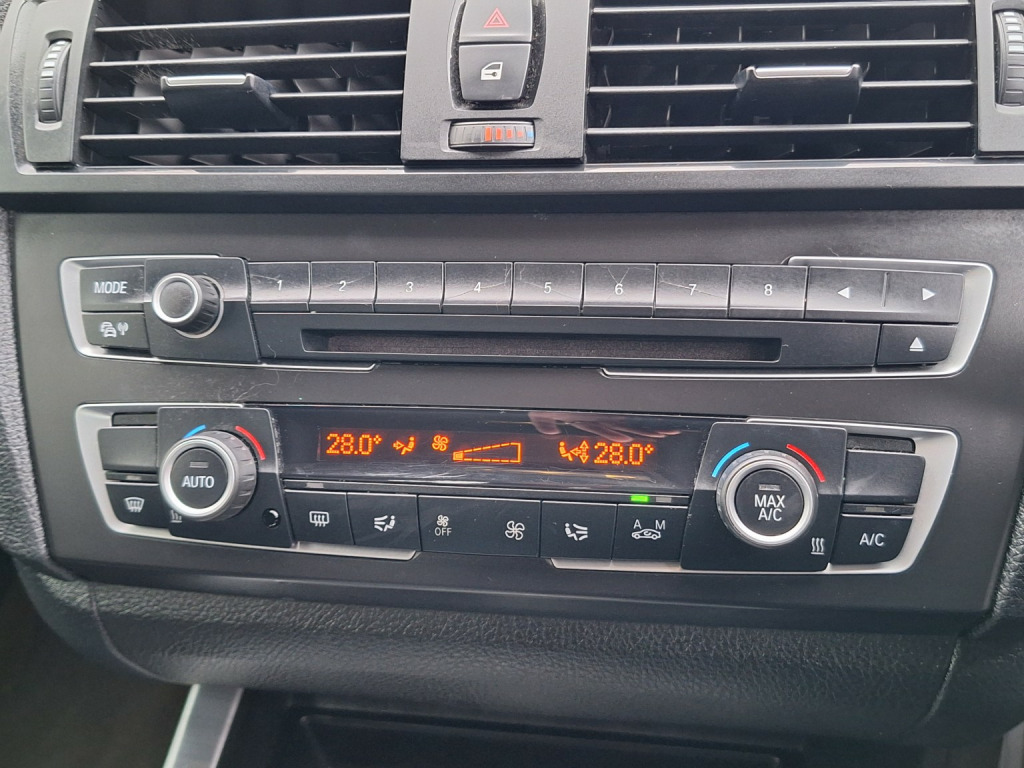 MODE 1 2 3 4 5 6 7 8
28.0° 28.0°
AUTO OFF A M MAX A/C A/C